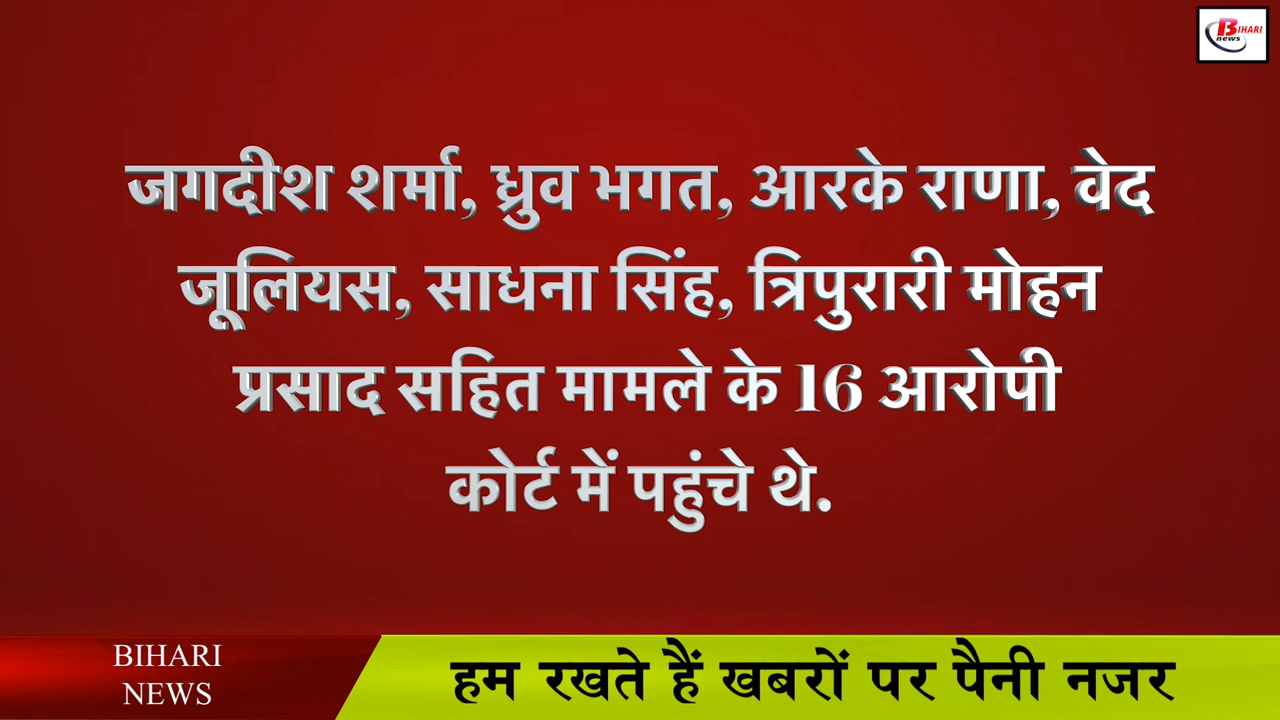 BIHARI
news
जगदीश शर्मा, ध्रुव भगत, आरके राणा, वेद
जूलियस, साधना सिंह, त्रिपुरारी मोहन
प्रसाद सहित मामले के 16 आरोपी
कोर्ट में पहुंचे थे.
BIHARI
NEWS
हम रखते हैं खबरों पर पैनी नजर